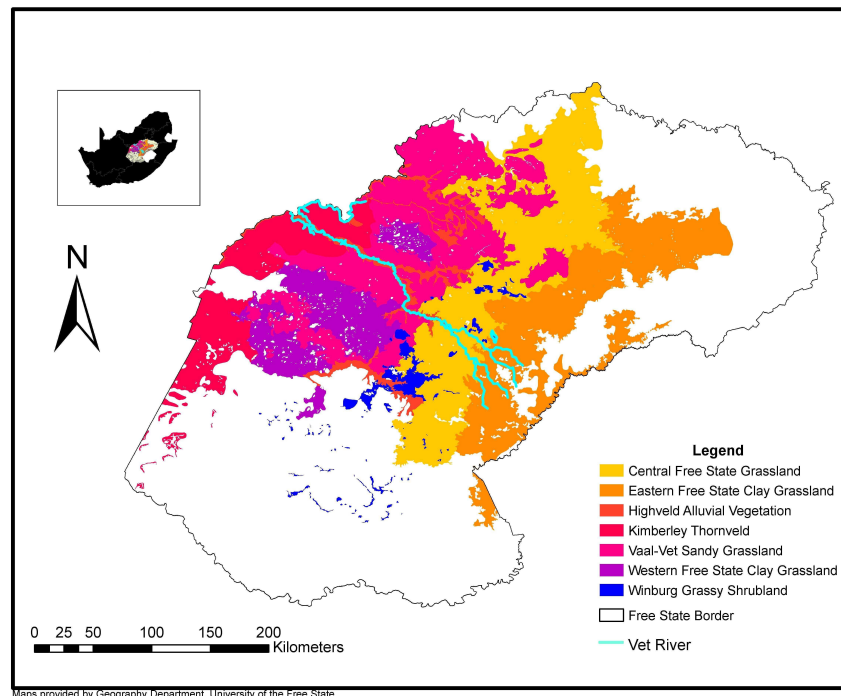 N
Legend
Central Free State Grassland
Eastern Free State Clay Grassland
Highveld Alluvial Vegetation
Kimberley Thornveld
Vaal-Vet Sandy Grassland
Western Free State Clay Grassland
Winburg Grassy Shrubland
Free State Border
Vet River
0 25 50 100 150 200
Kilometers
Maps provided by Geography Department, University of the Free State